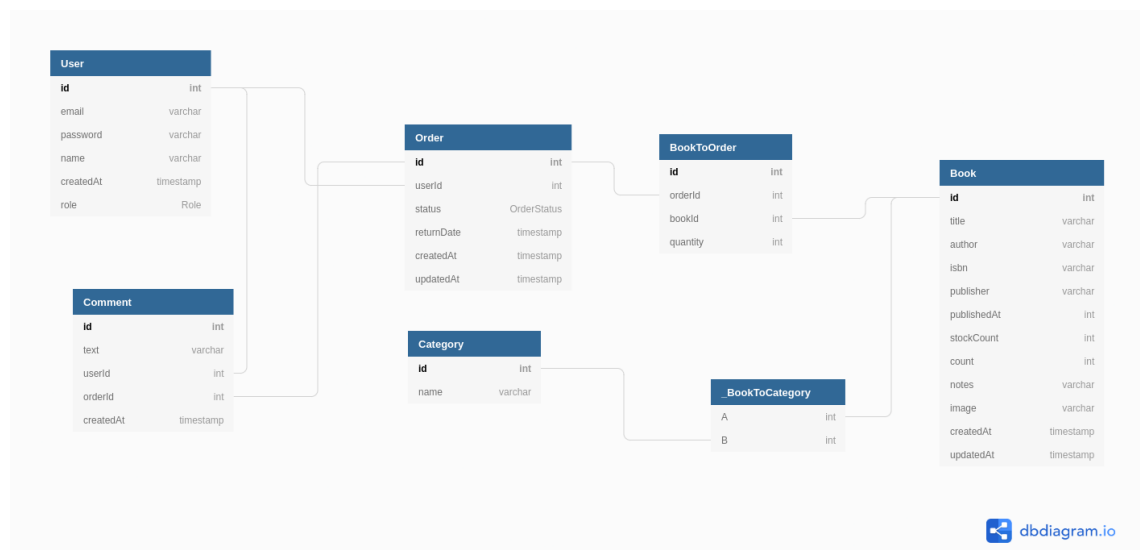 User
id int
email varchar
password varchar
name varchar
createdAt timestamp
role Role
Comment
id int
text varchar
userId int
orderId int
createdAt timestamp
Order
id int
userId int
status OrderStatus
returnDate timestamp
createdAt timestamp
updatedAt timestamp
Category
id int
name varchar
BookToOrder
id int
orderId int
bookId int
quantity int
_BookToCategory
A int
B int
Book
id int
title varchar
author varchar
isbn varchar
publisher varchar
publishedAt int
stockCount int
count int
notes varchar
image varchar
createdAt timestamp
updatedAt timestamp
dbdiagram.io